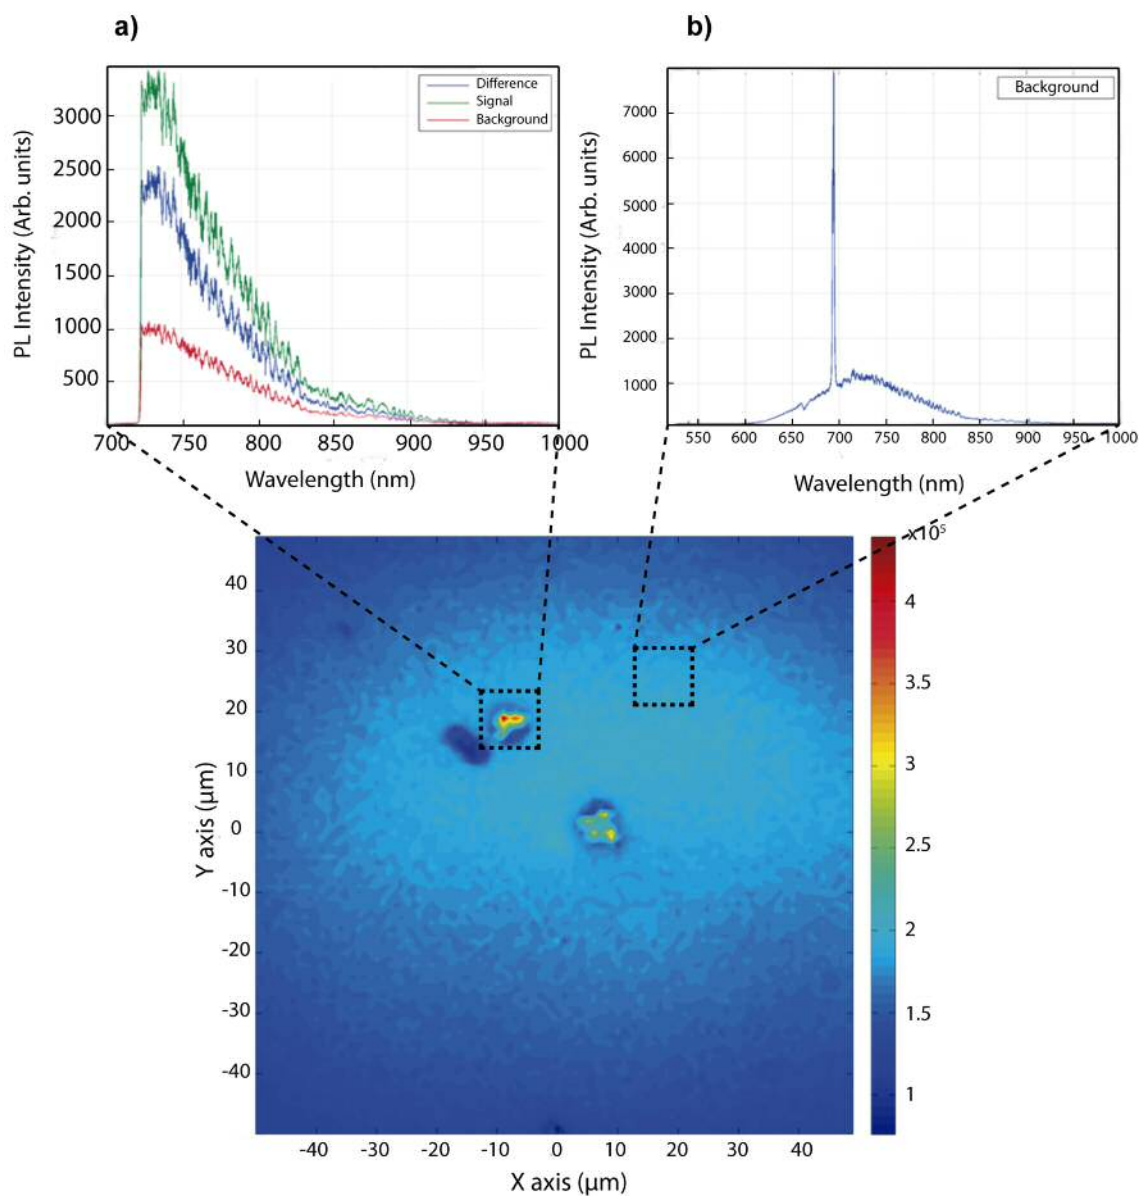 a)
b)
Difference
Signal
Background
3000
2500
2000
1500
1000
500
PL Intensity (Arb. units)
700 750 800 850 900 950 1000
Wavelength (nm)
Background
7000
6000
5000
4000
3000
2000
1000
PL Intensity (Arb. units)
550 600 650 700 750 800 850 900 950 1000
Wavelength (nm)
40
30
20
10
0
-10
-20
-30
-40
Y axis (µm)
-40 -30 -20 -10 0 10 20 30 40
X axis (µm)
x10⁵
4
3.5
3
2.5
2
1.5
1